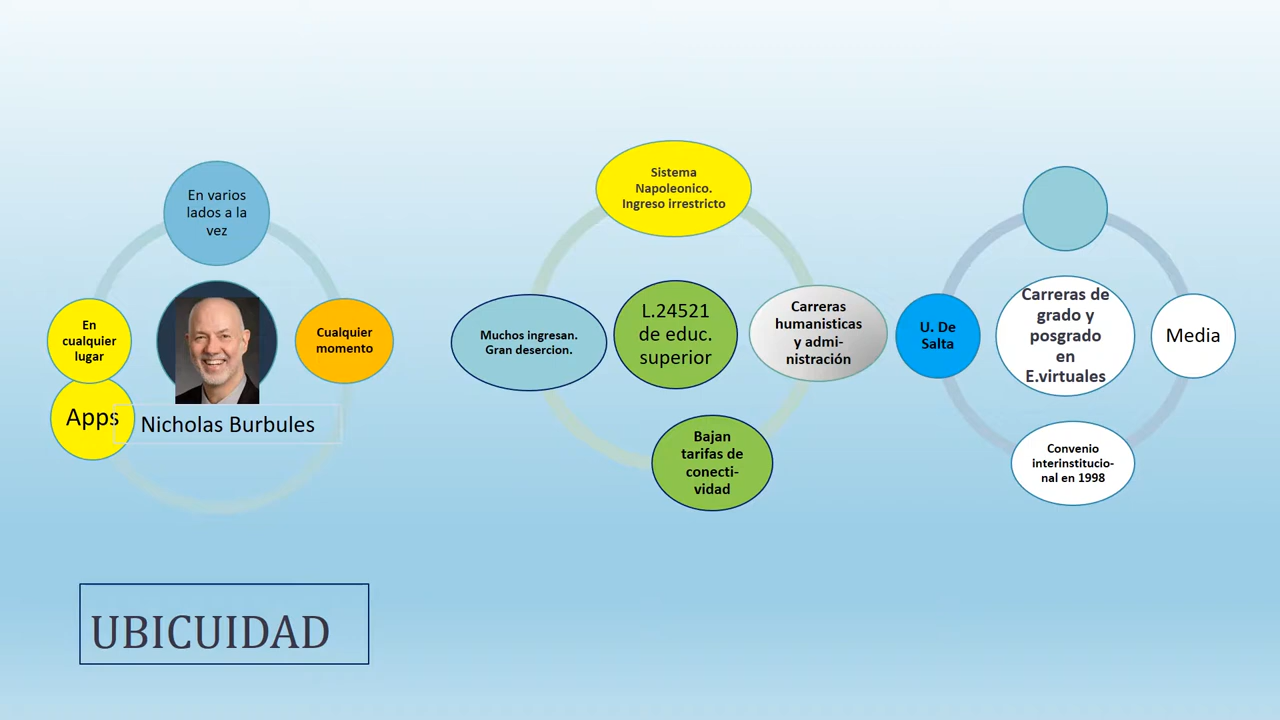 En varios
lados a la
vez
En
cualquier
lugar
Cualquier
momento
Apps
Nicholas Burbules
Sistema
Napoleonico.
Ingreso irrestricto
Muchos ingresan.
Gran desercion.
L.24521
de educ.
superior
Carreras
humanisticas
y admi-
nistración
Bajan
tarifas de
conecti-
vidad
U. De
Salta
Carreras de
grado y
posgrado
en
E.virtuales
Media
Convenio
interinstitucio-
nal en 1998
UBICUIDAD